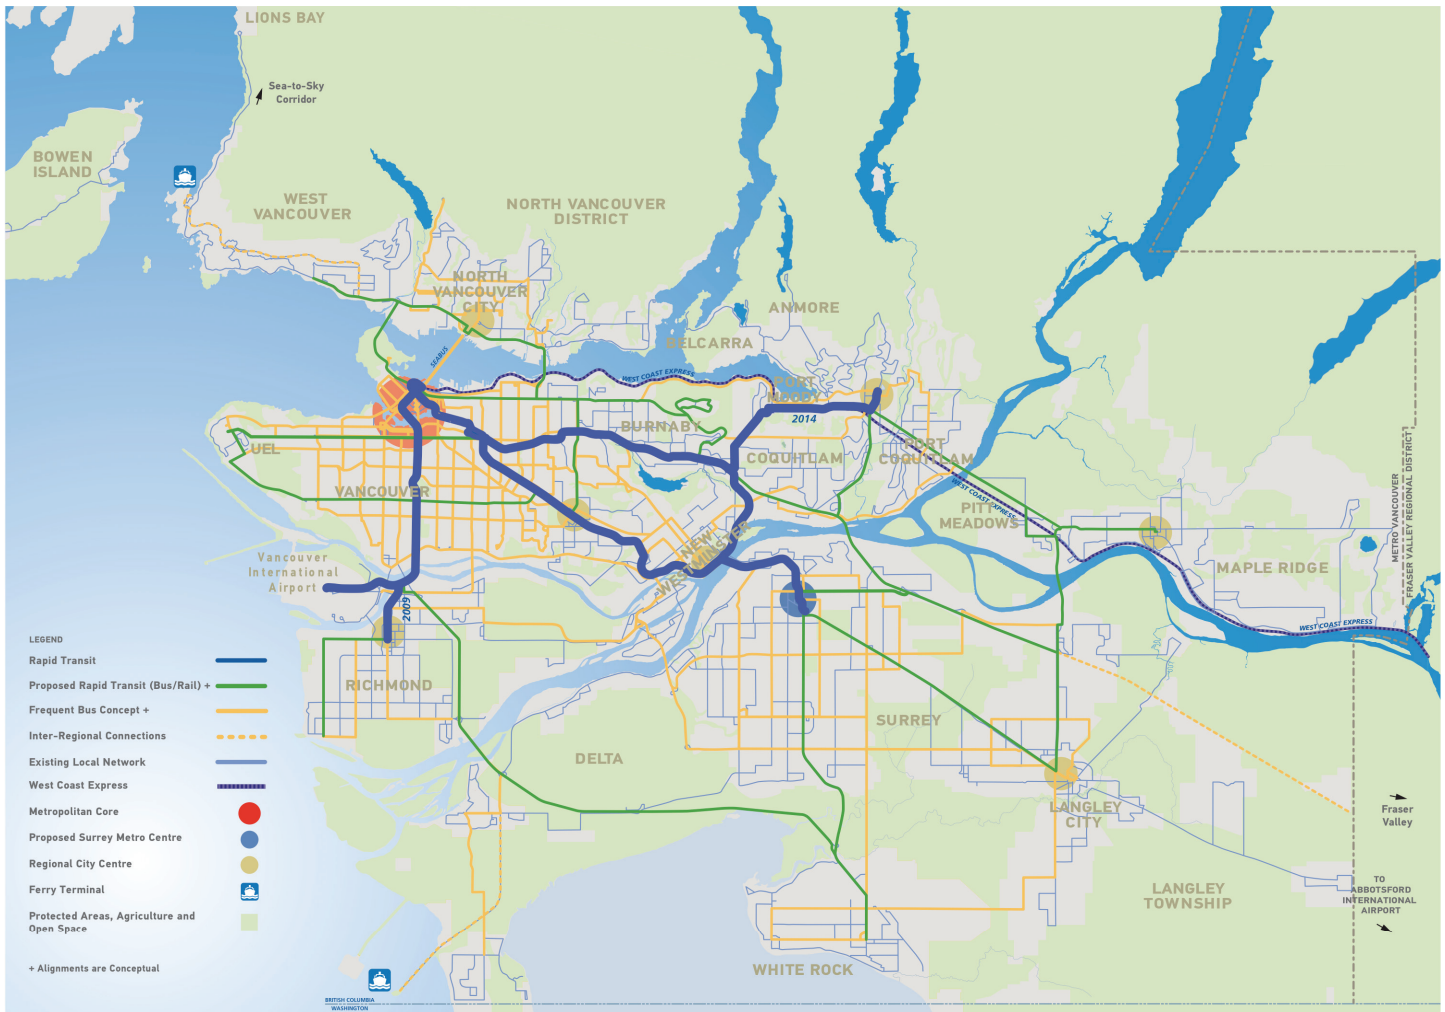 LIONS BAY
Sea-to-Sky
Corridor
BOWEN
ISLAND
WEST
VANCOUVER
NORTH VANCOUVER
DISTRICT
NORTH
VANCOUVER
CITY
ANMORE
BELCARRA
SEABUS
WEST COAST EXPRESS
PORT
MOODY
2014
BURNABY
UEL
COQUITLAM
PORT
COQUITLAM
VANCOUVER
WEST COAST EXPRESS
PITT
MEADOWS
NEW
WESTMINSTER
METRO VANCOUVER
FRASER VALLEY REGIONAL DISTRICT
Vancouver
International
Airport
MAPLE RIDGE
2009
WEST COAST EXPRESS
LEGEND
Rapid Transit
Proposed Rapid Transit (Bus/Rail) +
Frequent Bus Concept +
Inter-Regional Connections
Existing Local Network
West Coast Express
Metropolitan Core
Proposed Surrey Metro Centre
Regional City Centre
Ferry Terminal
Protected Areas, Agriculture and
Open Space
+ Alignments are Conceptual
RICHMOND
SURREY
DELTA
LANGLEY
CITY
Fraser
Valley
LANGLEY
TOWNSHIP
TO
ABBOTSFORD
INTERNATIONAL
AIRPORT
WHITE ROCK
BRITISH COLUMBIA
WASHINGTON